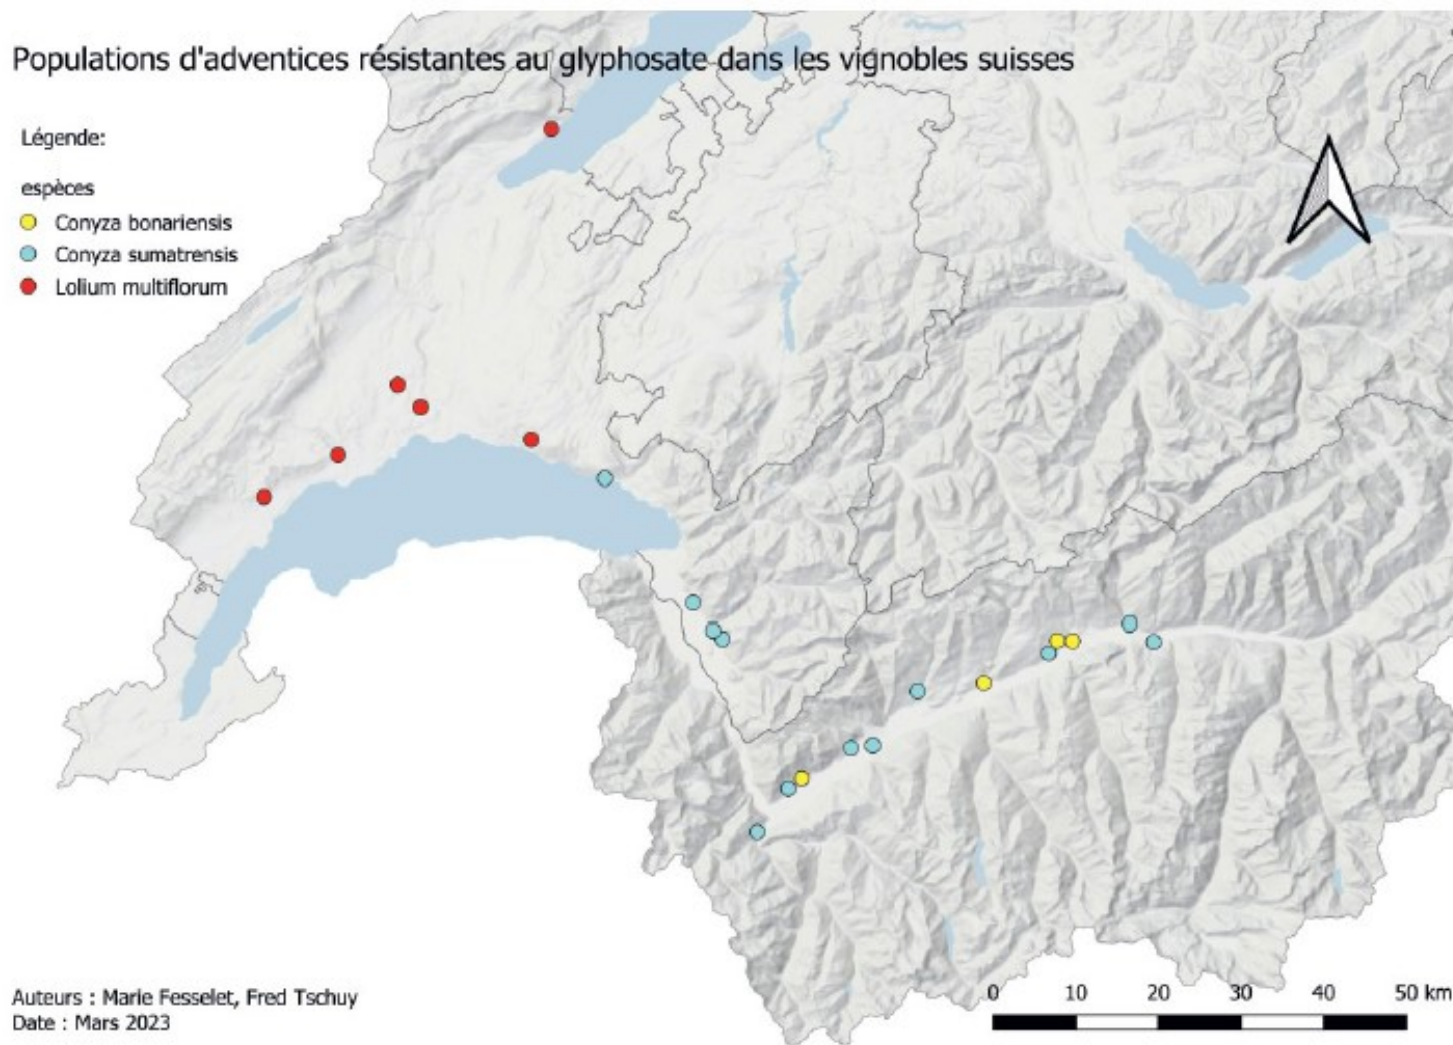 Populations d'adventices résistantes au glyphosate dans les vignobles suisses
Légende:
espèces
Conyza bonariensis
Conyza sumatrensis
Lolium multiflorum
Auteurs : Marie Fesselet, Fred Tschuy
Date : Mars 2023
0 10 20 30 40 50 km